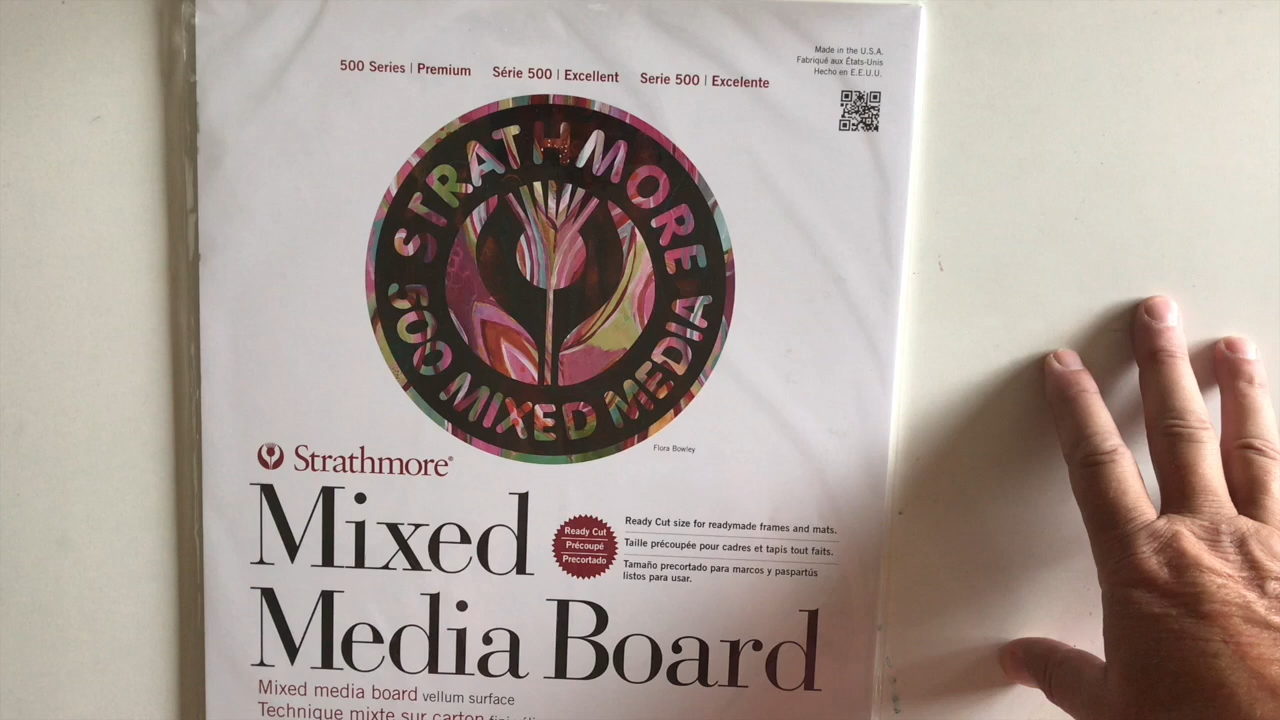 500 Series | Premium Série 500 | Excellent Serie 500 | Excelente
Made in the U.S.A.
Fabriqué aux États-Unis
Hecho en E.E.U.U.
STRATHMORE
500 MIXED MEDIA
Flora Bowley
Strathmore®
Mixed
Media Board
Ready Cut
Précoupé
Precortado
Ready Cut size for readymade frames and mats.
Taille précoupée pour cadres et tapis tout faits.
Tamaño precortado para marcos y paspartús
listos para usar.
Mixed media board vellum surface
Technique mixte sur carton